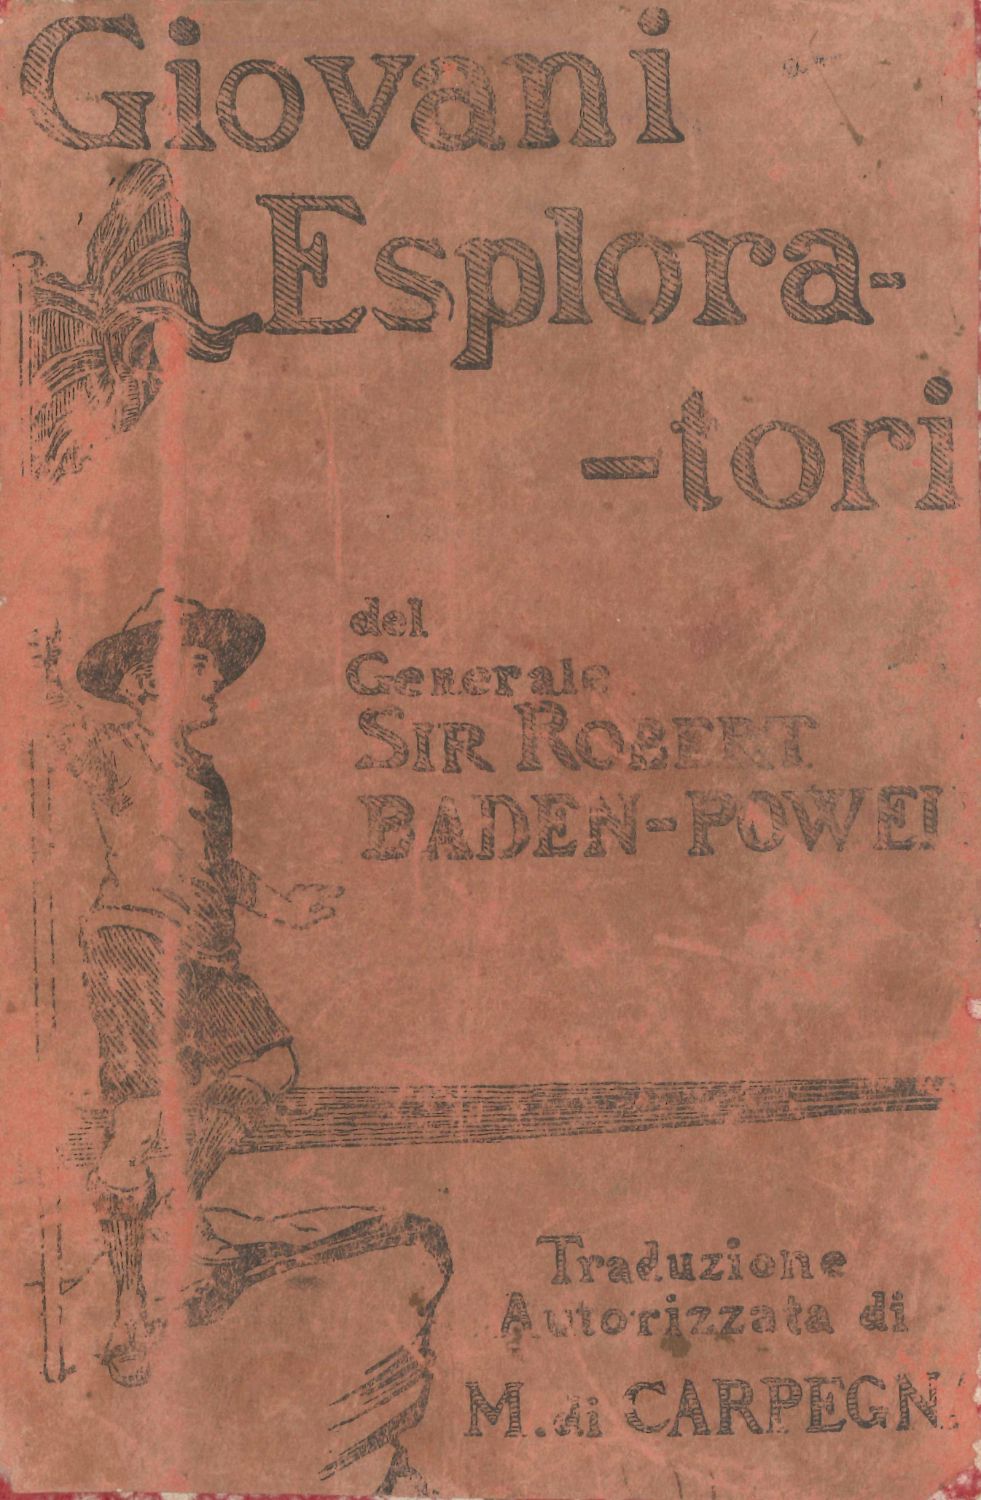 Giovani
Esplora-
-tori
del
Generale
SIR ROBERT
BADEN-POWEL
Traduzione
Autorizzata di
M. di CARPEGN